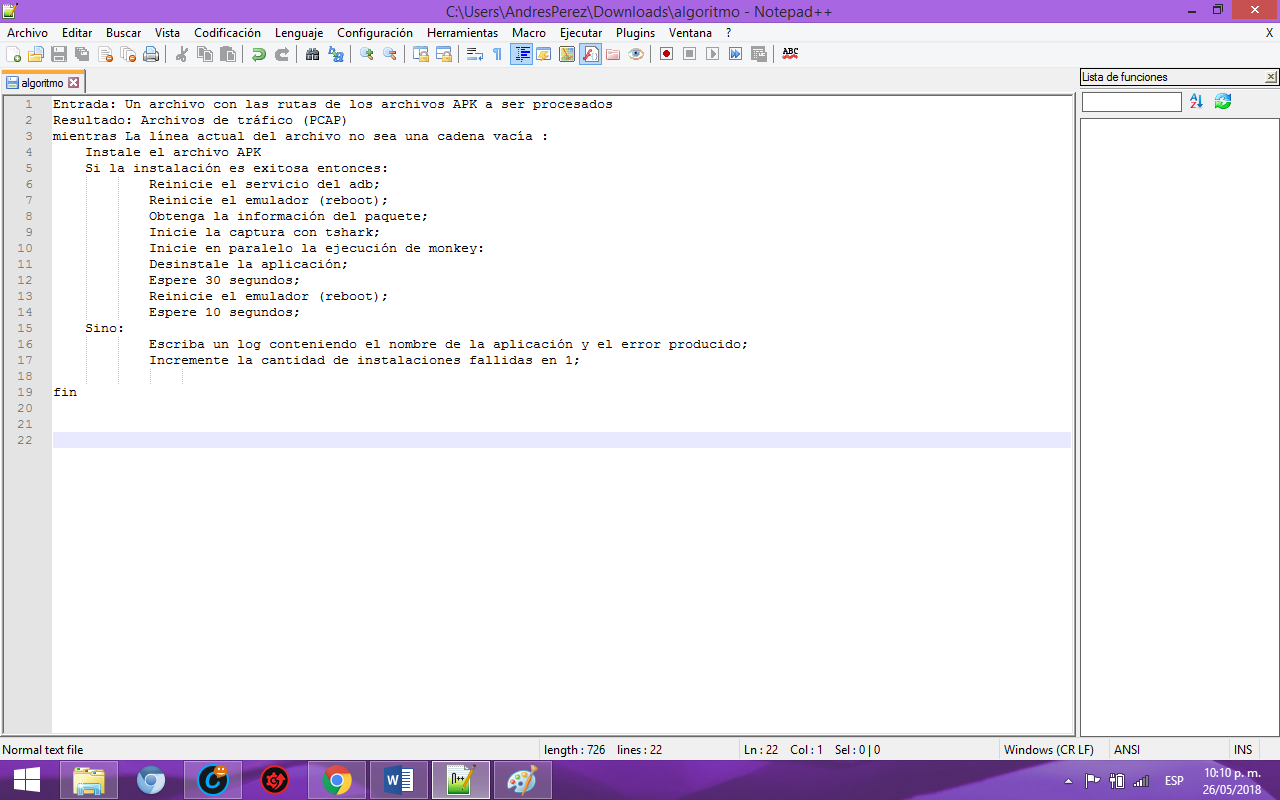 C:\Users\AndresPerez\Downloads\algoritmo - Notepad++
Archivo Editar Buscar Vista Codificación Lenguaje Configuración Herramientas Macro Ejecutar Plugins Ventana ? X
ABC
algoritmo
Lista de funciones
1 Entrada: Un archivo con las rutas de los archivos APK a ser procesados
2 Resultado: Archivos de tráfico (PCAP)
3 mientras La línea actual del archivo no sea una cadena vacía :
4 Instale el archivo APK
5 Si la instalación es exitosa entonces:
6 Reinicie el servicio del adb;
7 Reinicie el emulador (reboot);
8 Obtenga la información del paquete;
9 Inicie la captura con tshark;
10 Inicie en paralelo la ejecución de monkey:
11 Desinstale la aplicación;
12 Espere 30 segundos;
13 Reinicie el emulador (reboot);
14 Espere 10 segundos;
15 Sino:
16 Escriba un log conteniendo el nombre de la aplicación y el error producido;
17 Incremente la cantidad de instalaciones fallidas en 1;
18
19 fin
20
21
22
Normal text file length : 726 lines : 22 Ln : 22 Col : 1 Sel : 0 | 0 Windows (CR LF) ANSI INS
ESP
10:10 p. m.
26/05/2018